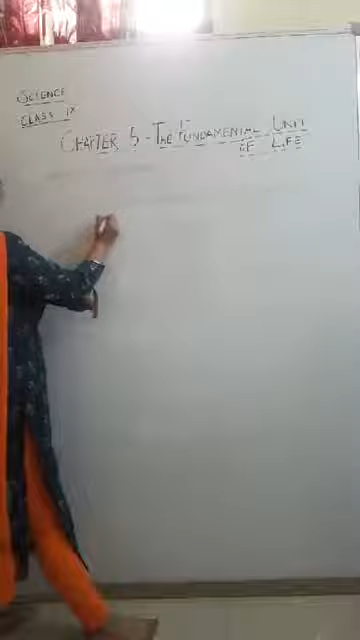 SCIENCE
CLASS IX
CHAPTER 5 - THE FUNDAMENTAL UNIT
OF LIFE